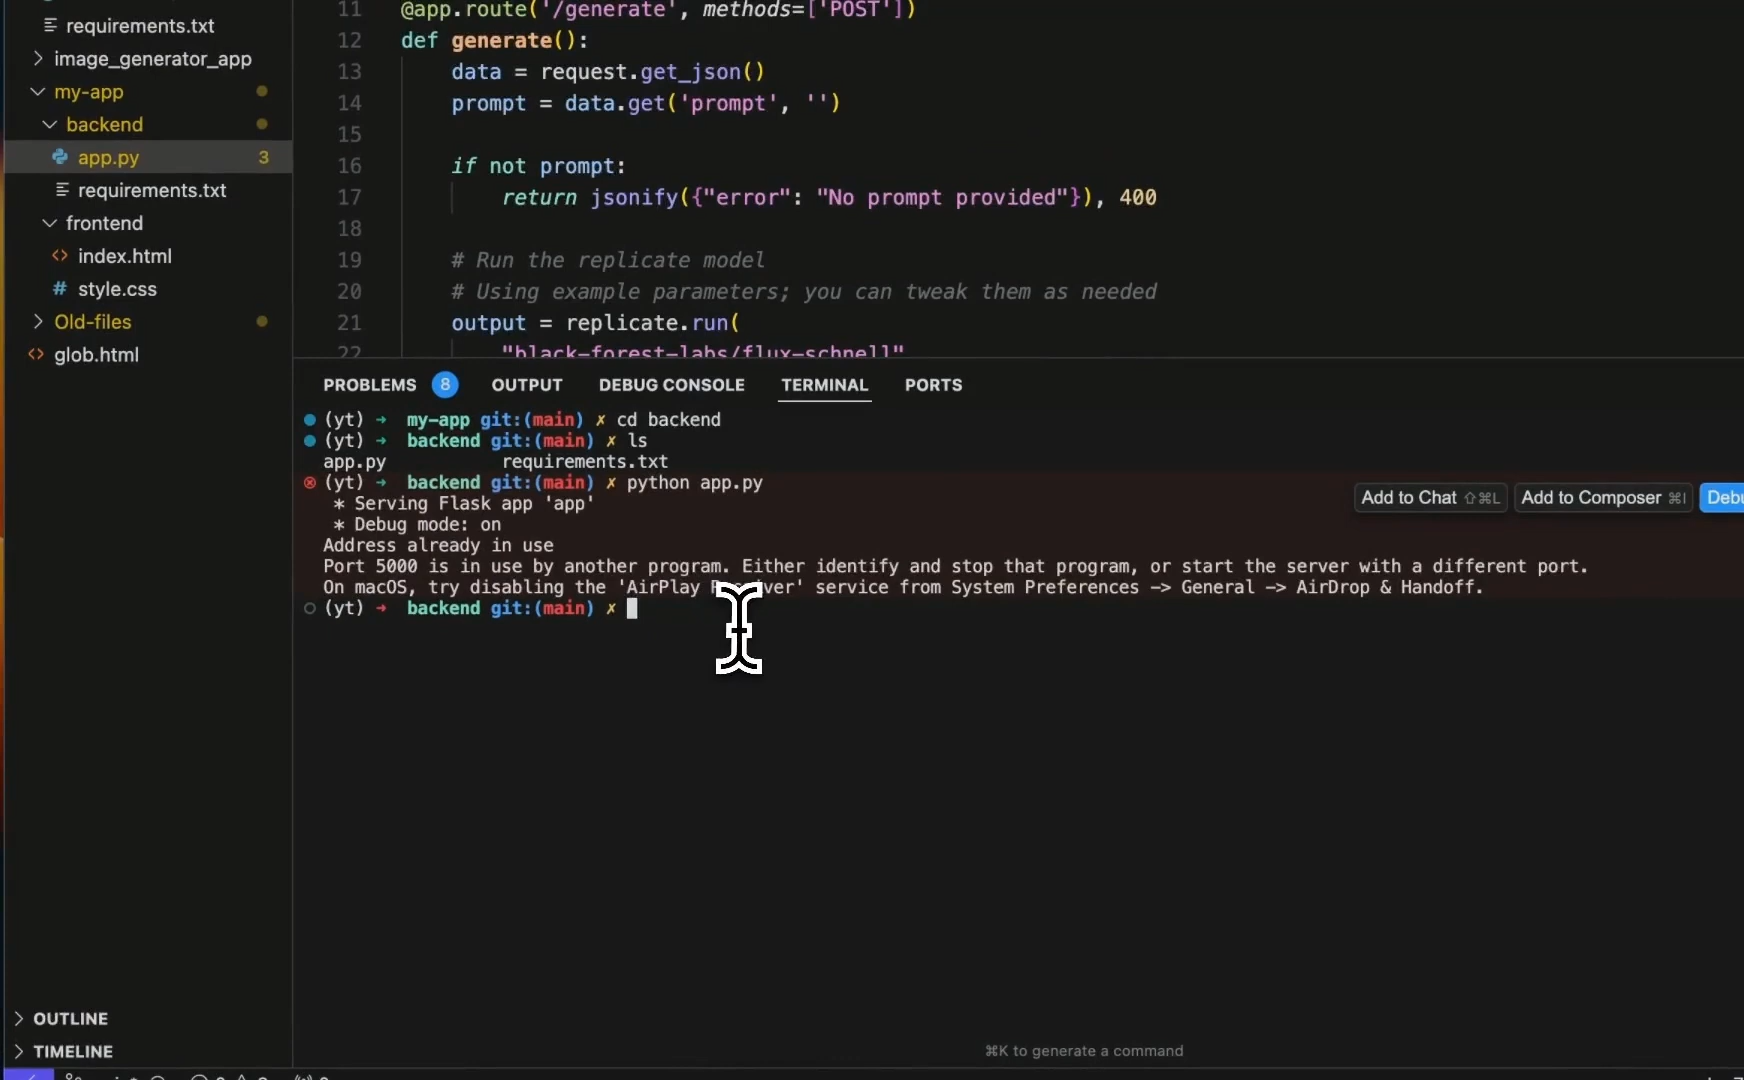 requirements.txt
image_generator_app
my-app
backend
app.py 3
requirements.txt
frontend
index.html
style.css
Old-files
glob.html
OUTLINE
TIMELINE
11 @app.route('/generate', methods=['POST'])
12 def generate():
13 data = request.get_json()
14 prompt = data.get('prompt', '')
15
16 if not prompt:
17 return jsonify({"error": "No prompt provided"}), 400
18
19 # Run the replicate model
20 # Using example parameters; you can tweak them as needed
21 output = replicate.run(
22 "black-forest-labs/flux-schnell"
PROBLEMS 8 OUTPUT DEBUG CONSOLE TERMINAL PORTS
(yt) → my-app git:(main) ✗ cd backend
(yt) → backend git:(main) ✗ ls
app.py requirements.txt
(yt) → backend git:(main) ✗ python app.py
Add to Chat ⇧⌘L Add to Composer ⌘I Debu
* Serving Flask app 'app'
* Debug mode: on
Address already in use
Port 5000 is in use by another program. Either identify and stop that program, or start the server with a different port.
On macOS, try disabling the 'AirPlay Receiver' service from System Preferences -> General -> AirDrop & Handoff.
(yt) → backend git:(main) ✗
⌘K to generate a command